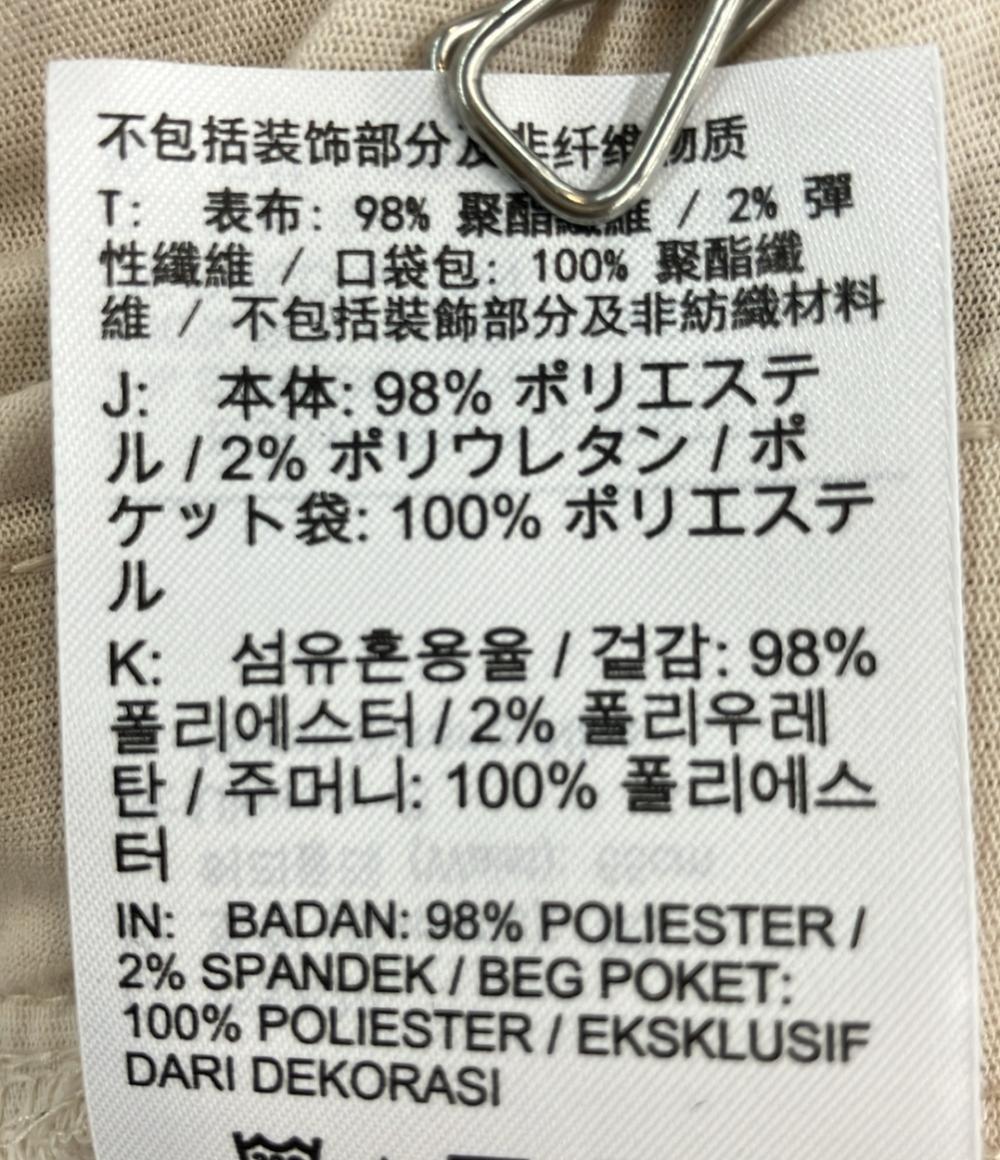 不包括装饰部分及非纤维物质
T: 表布: 98% 聚酯纖維 / 2% 彈
性纖維 / 口袋包: 100% 聚酯纖
維 / 不包括裝飾部分及非紡織材料
J: 本体: 98% ポリエステ
ル / 2% ポリウレタン / ポ
ケット袋: 100% ポリエステ
ル
K: 섬유혼용율 / 겉감: 98%
폴리에스터 / 2% 폴리우레
탄 / 주머니: 100% 폴리에스
터
IN: BADAN: 98% POLIESTER /
2% SPANDEK / BEG POKET:
100% POLIESTER / EKSKLUSIF
DARI DEKORASI